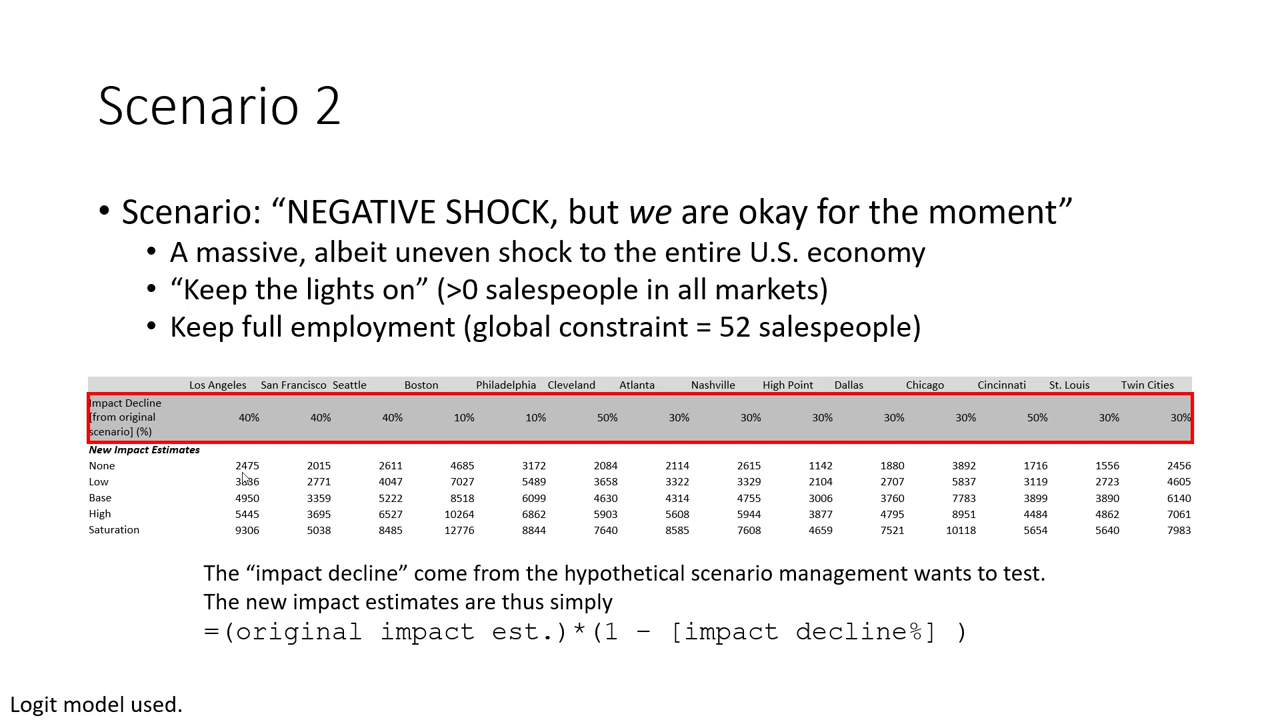 Scenario 2
• Scenario: “NEGATIVE SHOCK, but we are okay for the moment”
• A massive, albeit uneven shock to the entire U.S. economy
• “Keep the lights on” (>0 salespeople in all markets)
• Keep full employment (global constraint = 52 salespeople)
Los Angeles San Francisco Seattle Boston Philadelphia Cleveland Atlanta Nashville High Point Dallas Chicago Cincinnati St. Louis Twin Cities
Impact Decline
[from original
scenario] (%) 40% 40% 40% 10% 10% 50% 30% 30% 30% 30% 30% 50% 30% 30%
New Impact Estimates
None 2475 2015 2611 4685 3172 2084 2114 2615 1142 1880 3892 1716 1556 2456
Low 2771 4047 7027 5489 3658 3322 3329 2104 2707 5837 3119 2723 4605
Base 4950 3359 5222 8518 6099 4630 4314 4755 3006 3760 7783 3899 3890 6140
High 5445 3695 6527 10264 6862 5903 5608 5944 3877 4795 8951 4484 4862 7061
Saturation 9306 5038 8485 12776 8844 7640 8585 7608 4659 7521 10118 5654 5640 7983
The “impact decline” come from the hypothetical scenario management wants to test.
The new impact estimates are thus simply
=(original impact est.)*(1 – [impact decline%] )
Logit model used.